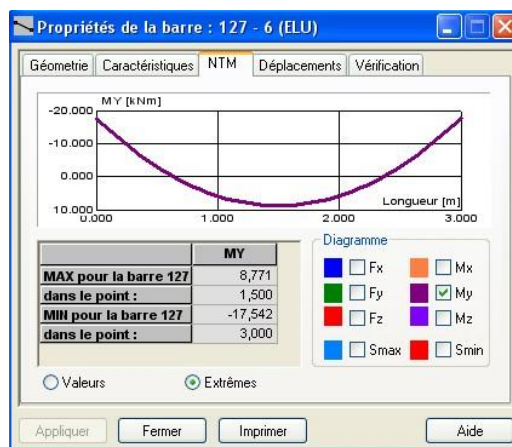 Propriétés de la barre : 127 - 6 (ELU)
Géometrie Caractéristiques NTM Déplacements Vérification
MY [kNm]
-20.000
-10.000
0.000
10.000
Longueur [m]
0.000 1.000 2.000 3.000
MY
MAX pour la barre 127 8,771
dans le point : 1,500
MIN pour la barre 127 -17,542
dans le point : 3,000
Diagramme
Fx Mx
Fy My
Fz Mz
Smax Smin
Valeurs Extrêmes
Appliquer Fermer Imprimer Aide